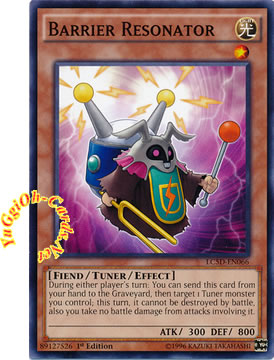 BARRIER RESONATOR
光
YuGgiOh-Cards.Net
LC5D-EN066
[FIEND / TUNER / EFFECT]
During either player's turn: You can send this card from
your hand to the Graveyard, then target 1 Tuner monster
you control; this turn, it cannot be destroyed by battle,
also you take no battle damage from attacks involving it.
ATK / 300 DEF / 800
89127526 1st Edition ©1996 KAZUKI TAKAHASHI